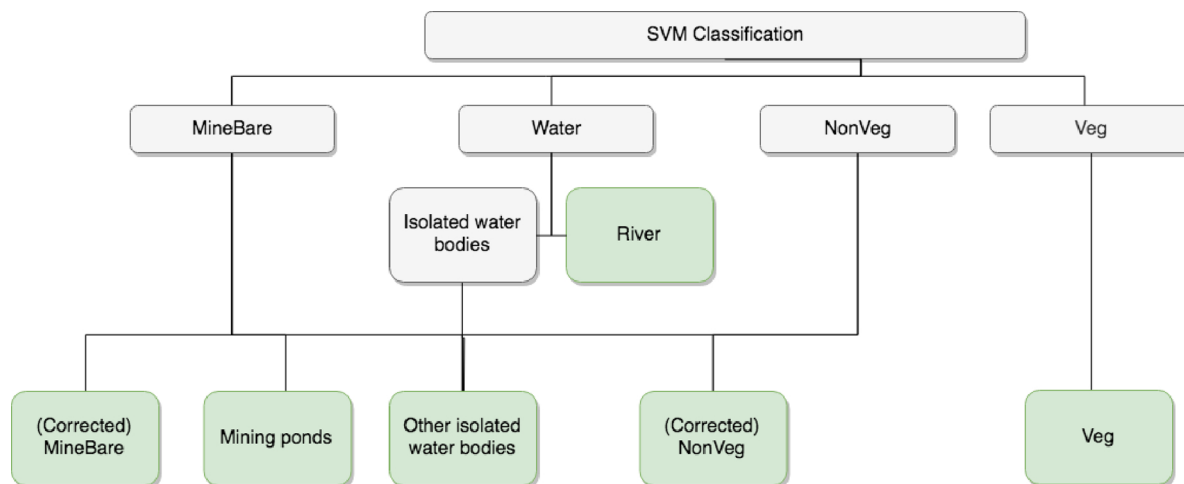 SVM Classification
MineBare
Water
NonVeg
Veg
Isolated water
bodies
River
(Corrected)
MineBare
Mining ponds
Other isolated
water bodies
(Corrected)
NonVeg
Veg